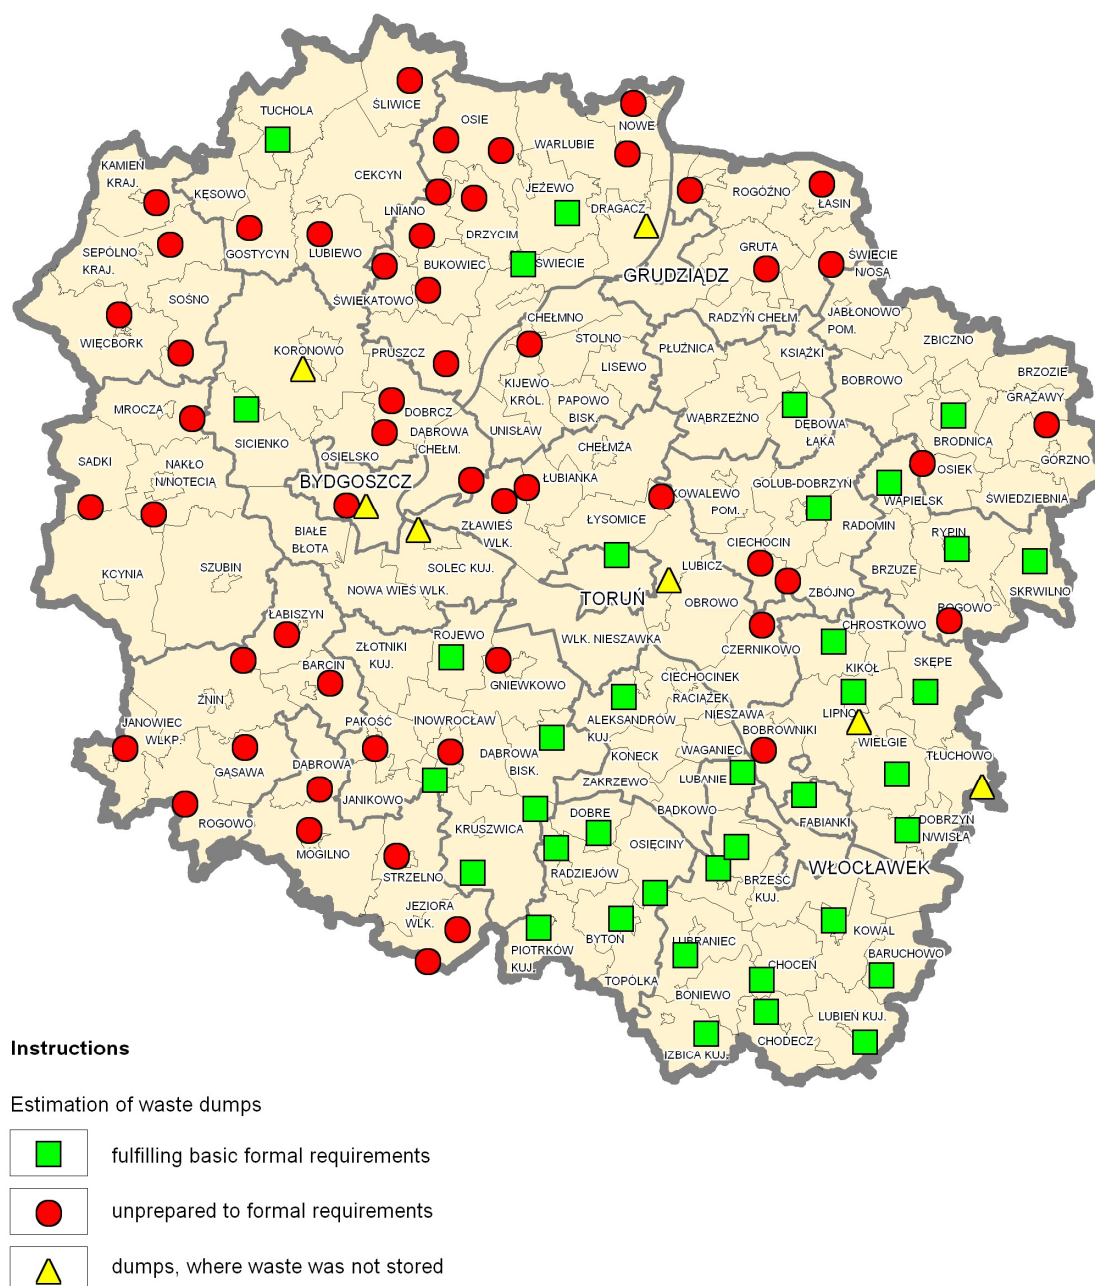 TUCHOLA
ŚLIWICE
OSIE
NOWE
WARLUBIE
KAMIEŃ
KRAJ.
KĘSOWO
CEKCYN
JEŻEWO
ROGÓŹNO
ŁASIN
LNIANO
DRAGACZ
DRZYCIM
SEPÓLNO
KRAJ.
GOSTYCYN
LUBIEWO
BUKOWIEC
ŚWIECIE
GRUTA
ŚWIECIE
N/OSĄ
GRUDZIĄDZ
SOŚNO
ŚWIEKATOWO
CHEŁMNO
RADZYŃ CHEŁM.
JABŁONOWO
POM.
WIĘCBORK
KORONOWO
PRUSZCZ
STOLNO
PŁUŻNICA
KSIĄŻKI
ZBICZNO
LISEWO
BRZOZIE
KIJEWO
KRÓL.
PAPOWO
BISK.
BOBROWO
GRAŻAWY
MROCZA
DOBRCZ
WĄBRZEŹNO
DĘBOWA
ŁĄKA
SICIENKO
DĄBROWA
CHEŁM.
UNISŁAW
CHEŁMŻA
BRODNICA
GÓRZNO
SADKI
NAKŁO
N/NOTECIĄ
OSIELSKO
BYDGOSZCZ
ŁUBIANKA
GOLUB-DOBRZYŃ
OSIEK
KOWALEWO
POM.
WAPIELSK
ŚWIEDZIEBNIA
BIAŁE
BŁOTA
ZŁAWIEŚ
WLK.
ŁYSOMICE
RADOMIN
RYPIN
CIECHOCIN
KCYNIA
SZUBIN
SOLEC KUJ.
LUBICZ
BRZUZE
NOWA WIEŚ WLK.
TORUŃ
OBROWO
ZBÓJNO
SKRWILNO
ŁABISZYN
ROGOWO
CHROSTKOWO
ZŁOTNIKI
KUJ.
ROJEWO
WLK. NIESZAWKA
CZERNIKOWO
BARCIN
GNIEWKOWO
CIECHOCINEK
KIKÓŁ
SKĘPE
ŻNIN
RACIĄŻEK
NIESZAWA
LIPNO
JANOWIEC
WLKP.
PAKOŚĆ
INOWROCŁAW
ALEKSANDRÓW
KUJ.
BOBROWNIKI
WIELGIE
GĄSAWA
DĄBROWA
DĄBROWA
BISK.
KONECK
WAGANIEC
TŁUCHOWO
ZAKRZEWO
LUBANIE
JANIKOWO
ROGOWO
KRUSZWICA
DOBRE
BĄDKOWO
FABIANKI
DOBRZYŃ
N/WISŁĄ
MOGILNO
OSIĘCINY
STRZELNO
RADZIEJÓW
BRZEŚĆ
KUJ.
WŁOCŁAWEK
JEZIORA
WLK.
PIOTRKÓW
KUJ.
BYTOŃ
LUBRANIEC
KOWAL
BARUCHOWO
TOPÓLKA
CHOCEŃ
BONIEWO
LUBIEŃ KUJ.
CHODECZ
IZBICA KUJ.
Instructions
Estimation of waste dumps
fulfilling basic formal requirements
unprepared to formal requirements
dumps, where waste was not stored